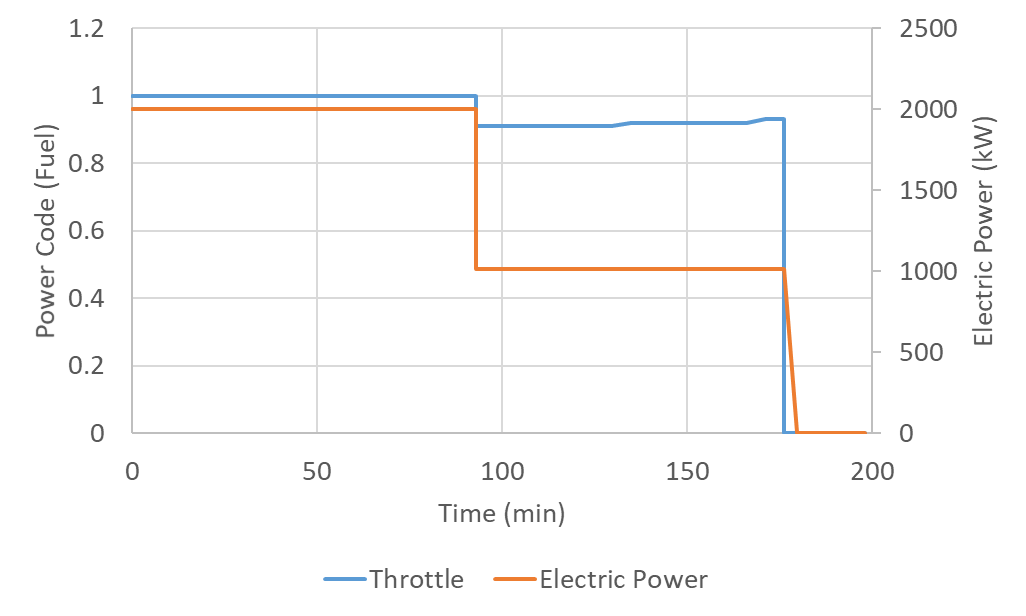 1.2
1
0.8
0.6
0.4
0.2
0
Power Code (Fuel)
2500
2000
1500
1000
500
0
Electric Power (kW)
0 50 100 150 200
Time (min)
Throttle Electric Power